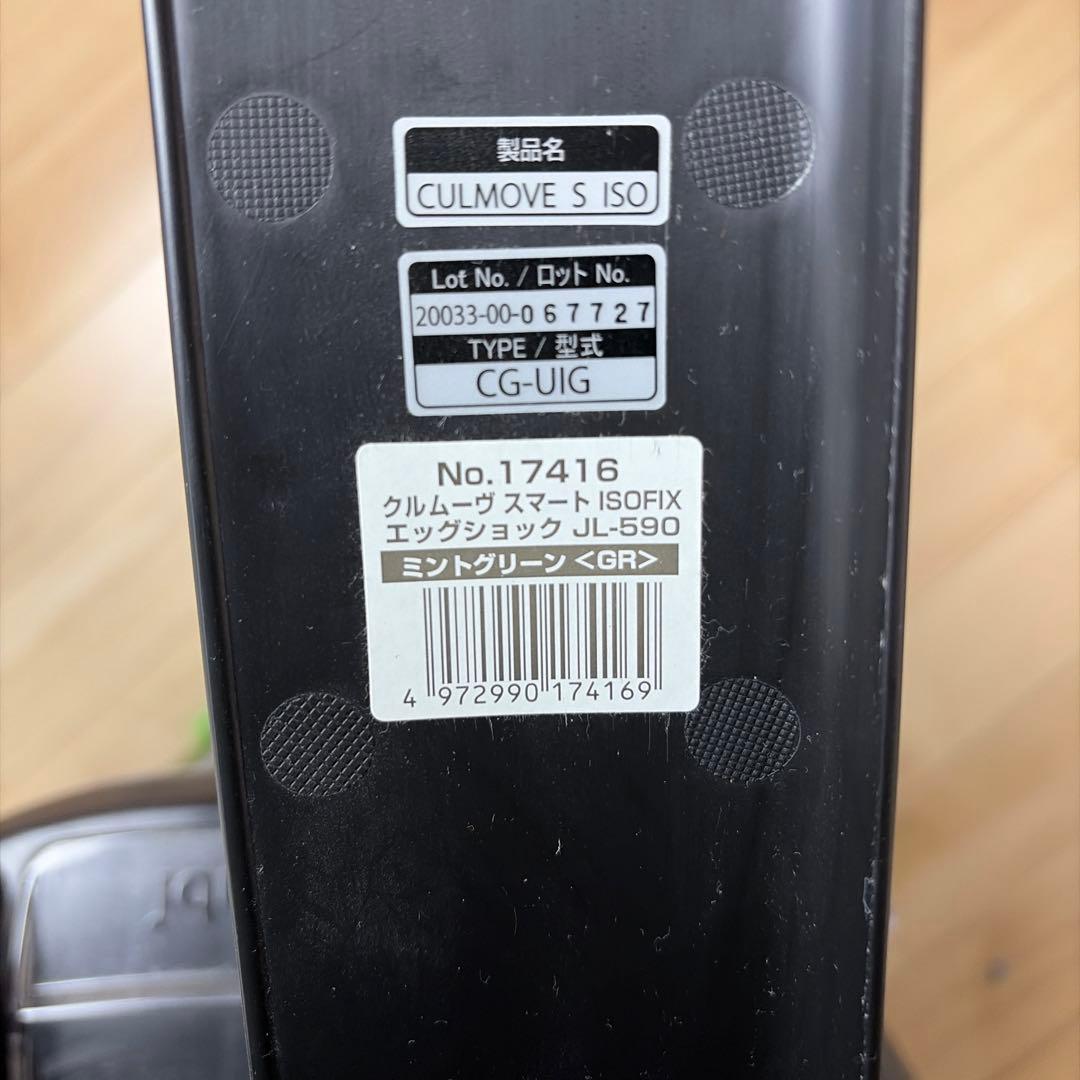 製品名
CULMOVE S ISO
Lot No. / ロット No.
20033-00-067727
TYPE / 型式
CG-UIG
No.17416
クルムーヴ スマート ISOFIX
エッグショック JL-590
ミントグリーン <GR>
4 972990 174169